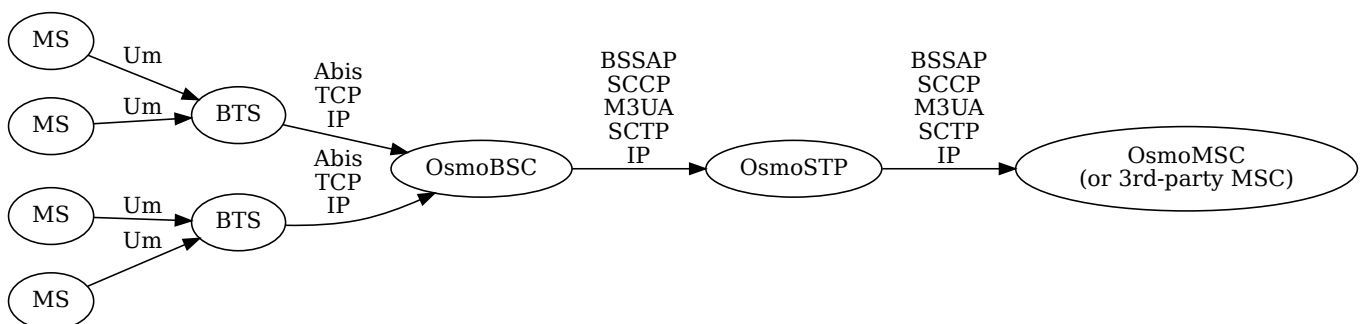 MS
Um
MS
Um
BTS
Abis
TCP
IP
MS
Um
MS
Um
BTS
Abis
TCP
IP
OsmoBSC
BSSAP
SCCP
M3UA
SCTP
IP
OsmoSTP
BSSAP
SCCP
M3UA
SCTP
IP
OsmoMSC
(or 3rd-party MSC)